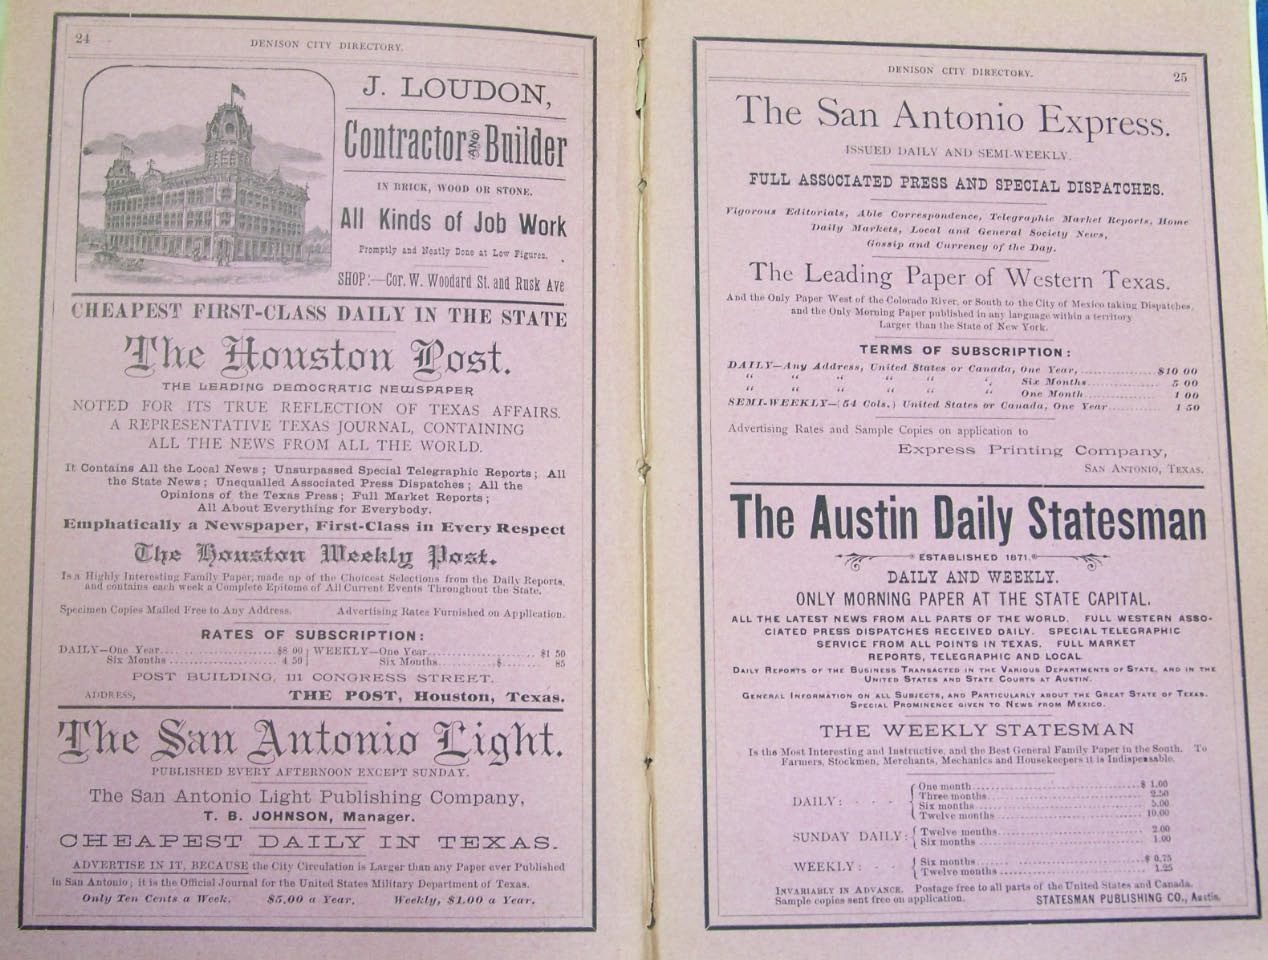 24
DENISON CITY DIRECTORY.
J. LOUDON,
Contractor AND Builder
IN BRICK, WOOD OR STONE.
All Kinds of Job Work
Promptly and Neatly Done at Low Figures.
SHOP:—Cor. W. Woodard St. and Rusk Ave
CHEAPEST FIRST-CLASS DAILY IN THE STATE
The Houston Post.
THE LEADING DEMOCRATIC NEWSPAPER
NOTED FOR ITS TRUE REFLECTION OF TEXAS AFFAIRS.
A REPRESENTATIVE TEXAS JOURNAL, CONTAINING
ALL THE NEWS FROM ALL THE WORLD.
It Contains All the Local News; Unsurpassed Special Telegraphic Reports; All
the State News; Unequalled Associated Press Dispatches; All the
Opinions of the Texas Press; Full Market Reports;
All About Everything for Everybody.
Emphatically a Newspaper, First-Class in Every Respect
The Houston Weekly Post.
Is a Highly Interesting Family Paper, made up of the Choicest Selections from the Daily Reports,
and contains each week a Complete Epitome of All Current Events Throughout the State.
Specimen Copies Mailed Free to Any Address. Advertising Rates Furnished on Application.
RATES OF SUBSCRIPTION:
DAILY—One Year........ $8 00 WEEKLY—One Year........ $1 50
Six Months........ 4 50 Six Months........ $........ 85
POST BUILDING, 111 CONGRESS STREET.
ADDRESS, THE POST, Houston, Texas.
The San Antonio Light.
PUBLISHED EVERY AFTERNOON EXCEPT SUNDAY.
The San Antonio Light Publishing Company,
T. B. JOHNSON, Manager.
CHEAPEST DAILY IN TEXAS.
ADVERTISE IN IT, BECAUSE the City Circulation is Larger than any Paper ever Published
in San Antonio; it is the Official Journal for the United States Military Department of Texas.
Only Ten Cents a Week. $5,00 a Year, Weekly, $1.00 a Year.
DENISON CITY DIRECTORY.
25
The San Antonio Express.
ISSUED DAILY AND SEMI-WEEKLY.
FULL ASSOCIATED PRESS AND SPECIAL DISPATCHES.
Vigorous Editorials, Able Correspondence, Telegraphic Market Reports, Home
Daily Markets, Local and General Society News,
Gossip and Currency of the Day.
The Leading Paper of Western Texas.
And the Only Paper West of the Colorado River, or South to the City of Mexico taking Dispatches,
and the Only Morning Paper published in any language within a territory
Larger than the State of New York.
TERMS OF SUBSCRIPTION:
DAILY—Any Address, United States or Canada, One Year, ........ $10 00
“ “ “ “ “ “ Six Months........ 5 00
“ “ “ “ “ One Month........ 1 00
SEMI-WEEKLY—(54 Cols.) United States or Canada, One Year........ 1 50
Advertising Rates and Sample Copies on application to
Express Printing Company,
SAN ANTONIO, TEXAS.
The Austin Daily Statesman
ESTABLISHED 1871.
DAILY AND WEEKLY.
ONLY MORNING PAPER AT THE STATE CAPITAL.
ALL THE LATEST NEWS FROM ALL PARTS OF THE WORLD. FULL WESTERN ASSO-
CIATED PRESS DISPATCHES RECEIVED DAILY. SPECIAL TELEGRAPHIC
SERVICE FROM ALL POINTS IN TEXAS. FULL MARKET
REPORTS, TELEGRAPHIC AND LOCAL
DAILY REPORTS OF THE BUSINESS TRANSACTED IN THE VARIOUS DEPARTMENTS OF STATE, AND IN THE
UNITED STATES AND STATE COURTS AT AUSTIN.
GENERAL INFORMATION ON ALL SUBJECTS, AND PARTICULARLY ABOUT THE GREAT STATE OF TEXAS.
SPECIAL PROMINENCE GIVEN TO NEWS FROM MEXICO.
THE WEEKLY STATESMAN
Is the Most Interesting and Instructive, and the Best General Family Paper in the South. To
Farmers, Stockmen, Merchants, Mechanics and Housekeepers it is Indispensable.
DAILY: - - - One month........ $ 1.00
Three months........ 2.50
Six months........ 5.00
Twelve months........ 10.00
SUNDAY DAILY: Twelve months........ 2.00
Six months........ 1.00
WEEKLY: - - Six months........ $ 0.75
Twelve months........ 1.25
INVARIABLY IN ADVANCE. Postage free to all parts of the United States and Canada.
Sample copies sent free on application. STATESMAN PUBLISHING CO., Austin.